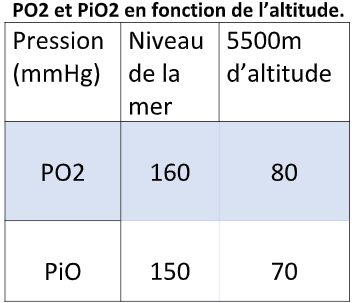 PO2 et PiO2 en fonction de l’altitude.
Pression (mmHg) Niveau de la mer 5500m d’altitude
PO2 160 80
PiO2 150 70